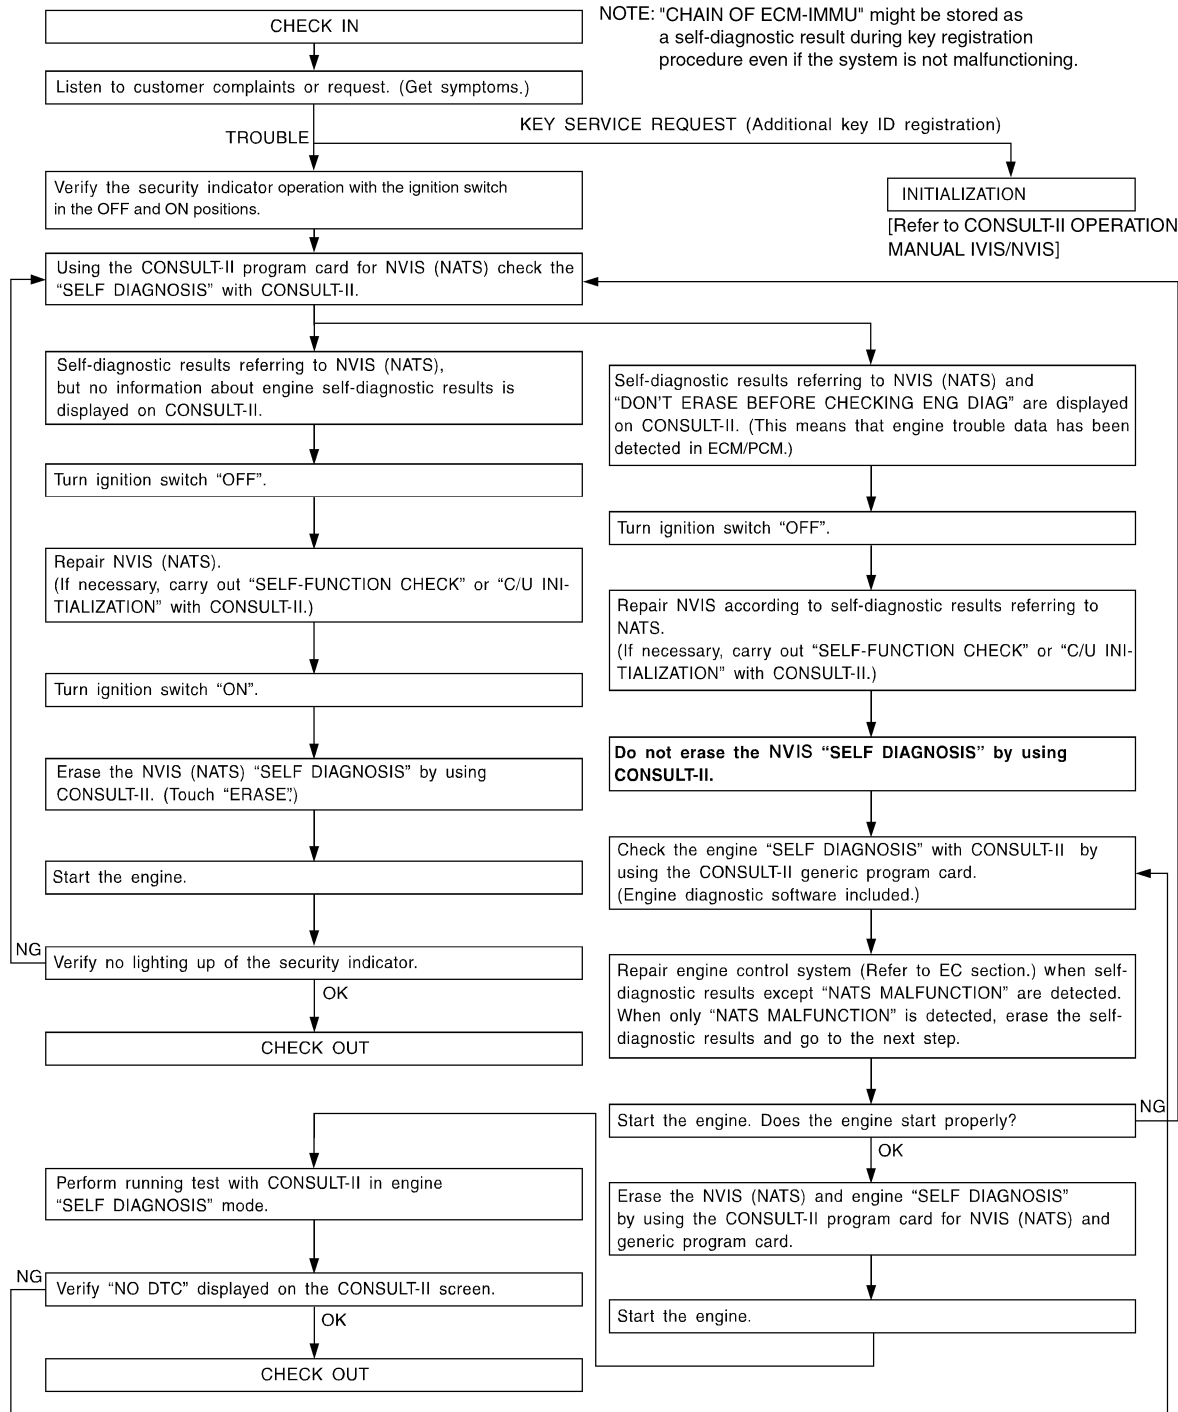 CHECK IN
NOTE: "CHAIN OF ECM-IMMU" might be stored as
a self-diagnostic result during key registration
procedure even if the system is not malfunctioning.
Listen to customer complaints or request. (Get symptoms.)
TROUBLE
KEY SERVICE REQUEST (Additional key ID registration)
Verify the security indicator operation with the ignition switch
in the OFF and ON positions.
INITIALIZATION
[Refer to CONSULT-II OPERATION
MANUAL IVIS/NVIS]
Using the CONSULT-II program card for NVIS (NATS) check the
“SELF DIAGNOSIS” with CONSULT-II.
Self-diagnostic results referring to NVIS (NATS),
but no information about engine self-diagnostic results is
displayed on CONSULT-II.
Turn ignition switch “OFF”.
Repair NVIS (NATS).
(If necessary, carry out “SELF-FUNCTION CHECK” or “C/U INI-
TIALIZATION” with CONSULT-II.)
Turn ignition switch “ON”.
Erase the NVIS (NATS) “SELF DIAGNOSIS” by using
CONSULT-II. (Touch “ERASE”.)
Start the engine.
NG
Verify no lighting up of the security indicator.
OK
CHECK OUT
Self-diagnostic results referring to NVIS (NATS) and
“DON'T ERASE BEFORE CHECKING ENG DIAG” are displayed
on CONSULT-II. (This means that engine trouble data has been
detected in ECM/PCM.)
Turn ignition switch “OFF”.
Repair NVIS according to self-diagnostic results referring to
NATS.
(If necessary, carry out “SELF-FUNCTION CHECK” or “C/U INI-
TIALIZATION” with CONSULT-II.)
Do not erase the NVIS “SELF DIAGNOSIS” by using
CONSULT-II.
Check the engine “SELF DIAGNOSIS” with CONSULT-II by
using the CONSULT-II generic program card.
(Engine diagnostic software included.)
Repair engine control system (Refer to EC section.) when self-
diagnostic results except “NATS MALFUNCTION” are detected.
When only “NATS MALFUNCTION” is detected, erase the self-
diagnostic results and go to the next step.
Start the engine. Does the engine start properly?
NG
OK
Erase the NVIS (NATS) and engine “SELF DIAGNOSIS”
by using the CONSULT-II program card for NVIS (NATS) and
generic program card.
Start the engine.
Perform running test with CONSULT-II in engine
“SELF DIAGNOSIS” mode.
NG
Verify “NO DTC” displayed on the CONSULT-II screen.
OK
CHECK OUT